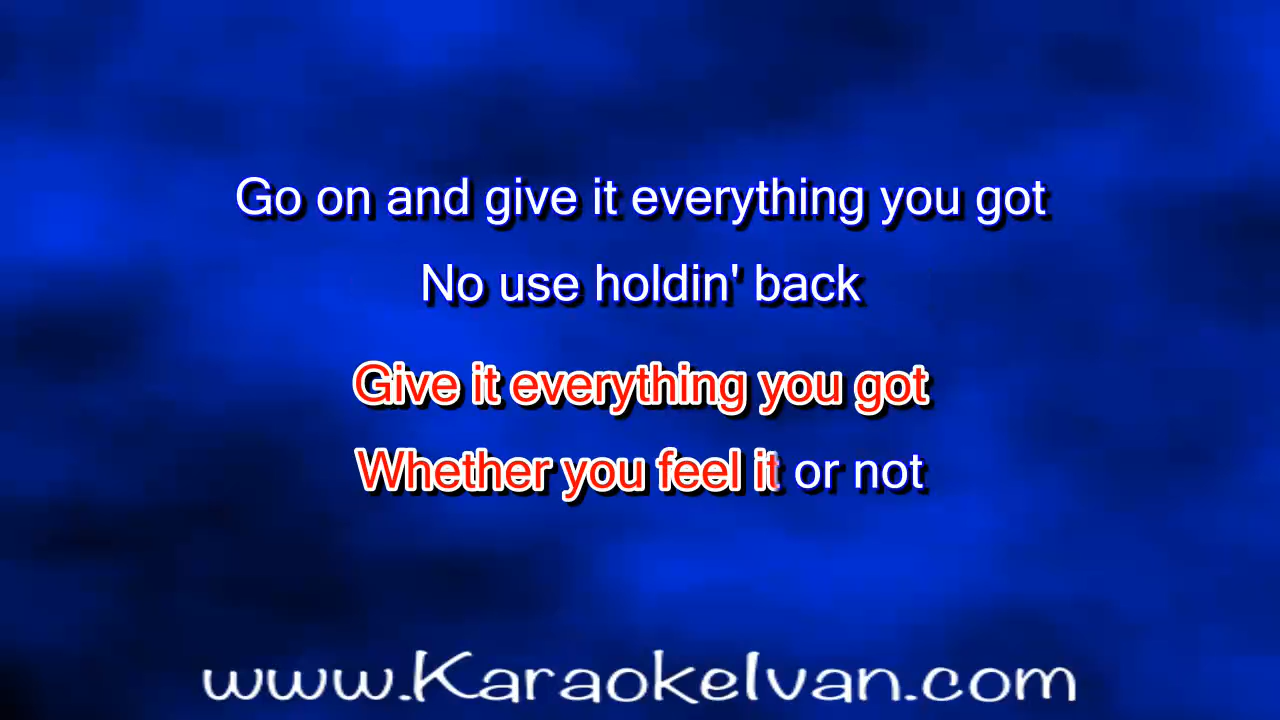 Go on and give it everything you got
No use holdin' back
Give it everything you got
Whether you feel it or not
www.KaraokeIvan.com